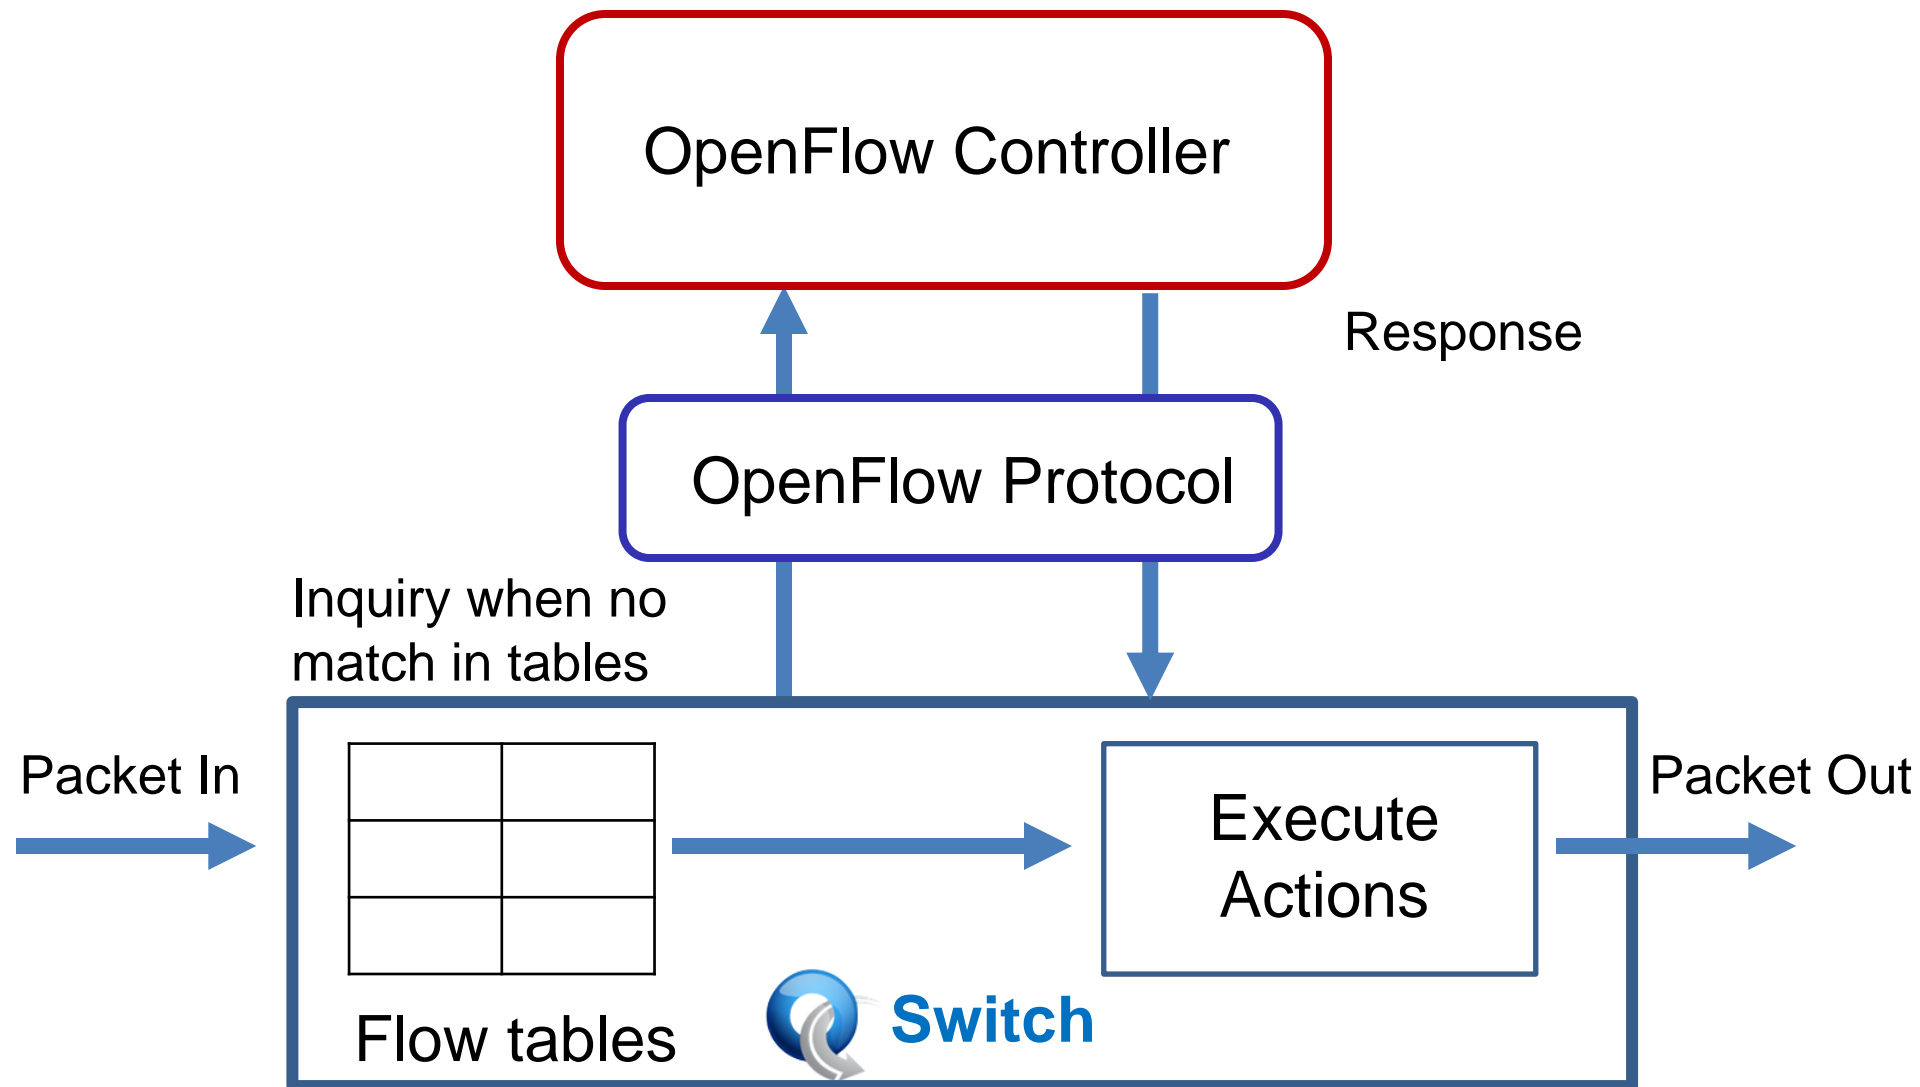 OpenFlow Controller
Response
OpenFlow Protocol
Inquiry when no
match in tables
Packet In
Execute
Actions
Packet Out
Flow tables
Switch